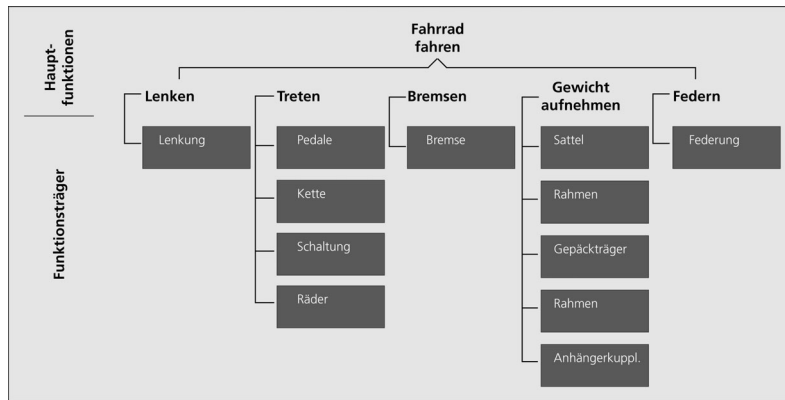 Haupt-
funktionen
Fahrrad
fahren
Lenken
Treten
Bremsen
Gewicht
aufnehmen
Federn
Funktionsträger
Lenkung
Pedale
Bremse
Sattel
Federung
Kette
Rahmen
Schaltung
Gepäckträger
Räder
Rahmen
Anhängerkuppl.